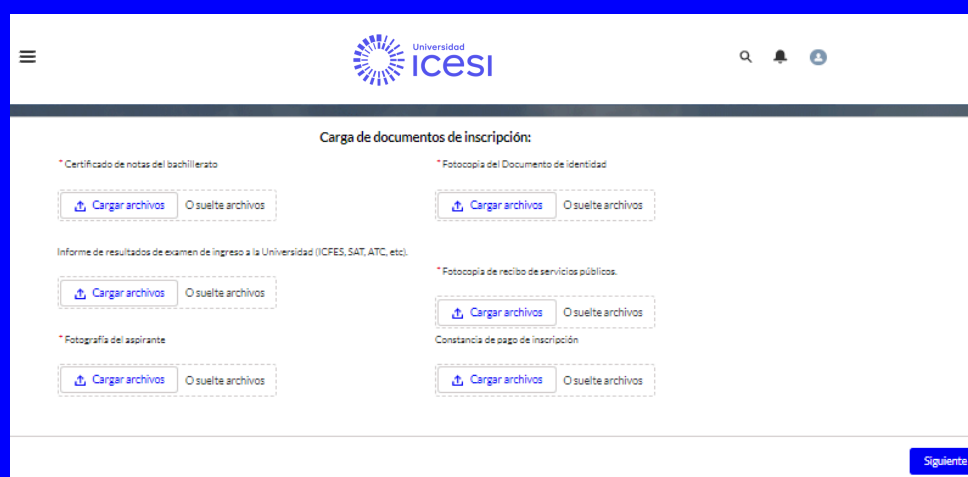 Universidad
icesi
Carga de documentos de inscripción:
* Certificado de notas del bachillerato
* Fotocopia del Documento de identidad
Cargar archivos O suelte archivos
Cargar archivos O suelte archivos
Informe de resultados de examen de ingreso a la Universidad (ICFES, SAT, ATC, etc).
* Fotocopia de recibo de servicios públicos.
Cargar archivos O suelte archivos
Cargar archivos O suelte archivos
* Fotografía del aspirante
Constancia de pago de inscripción
Cargar archivos O suelte archivos
Cargar archivos O suelte archivos
Siguiente